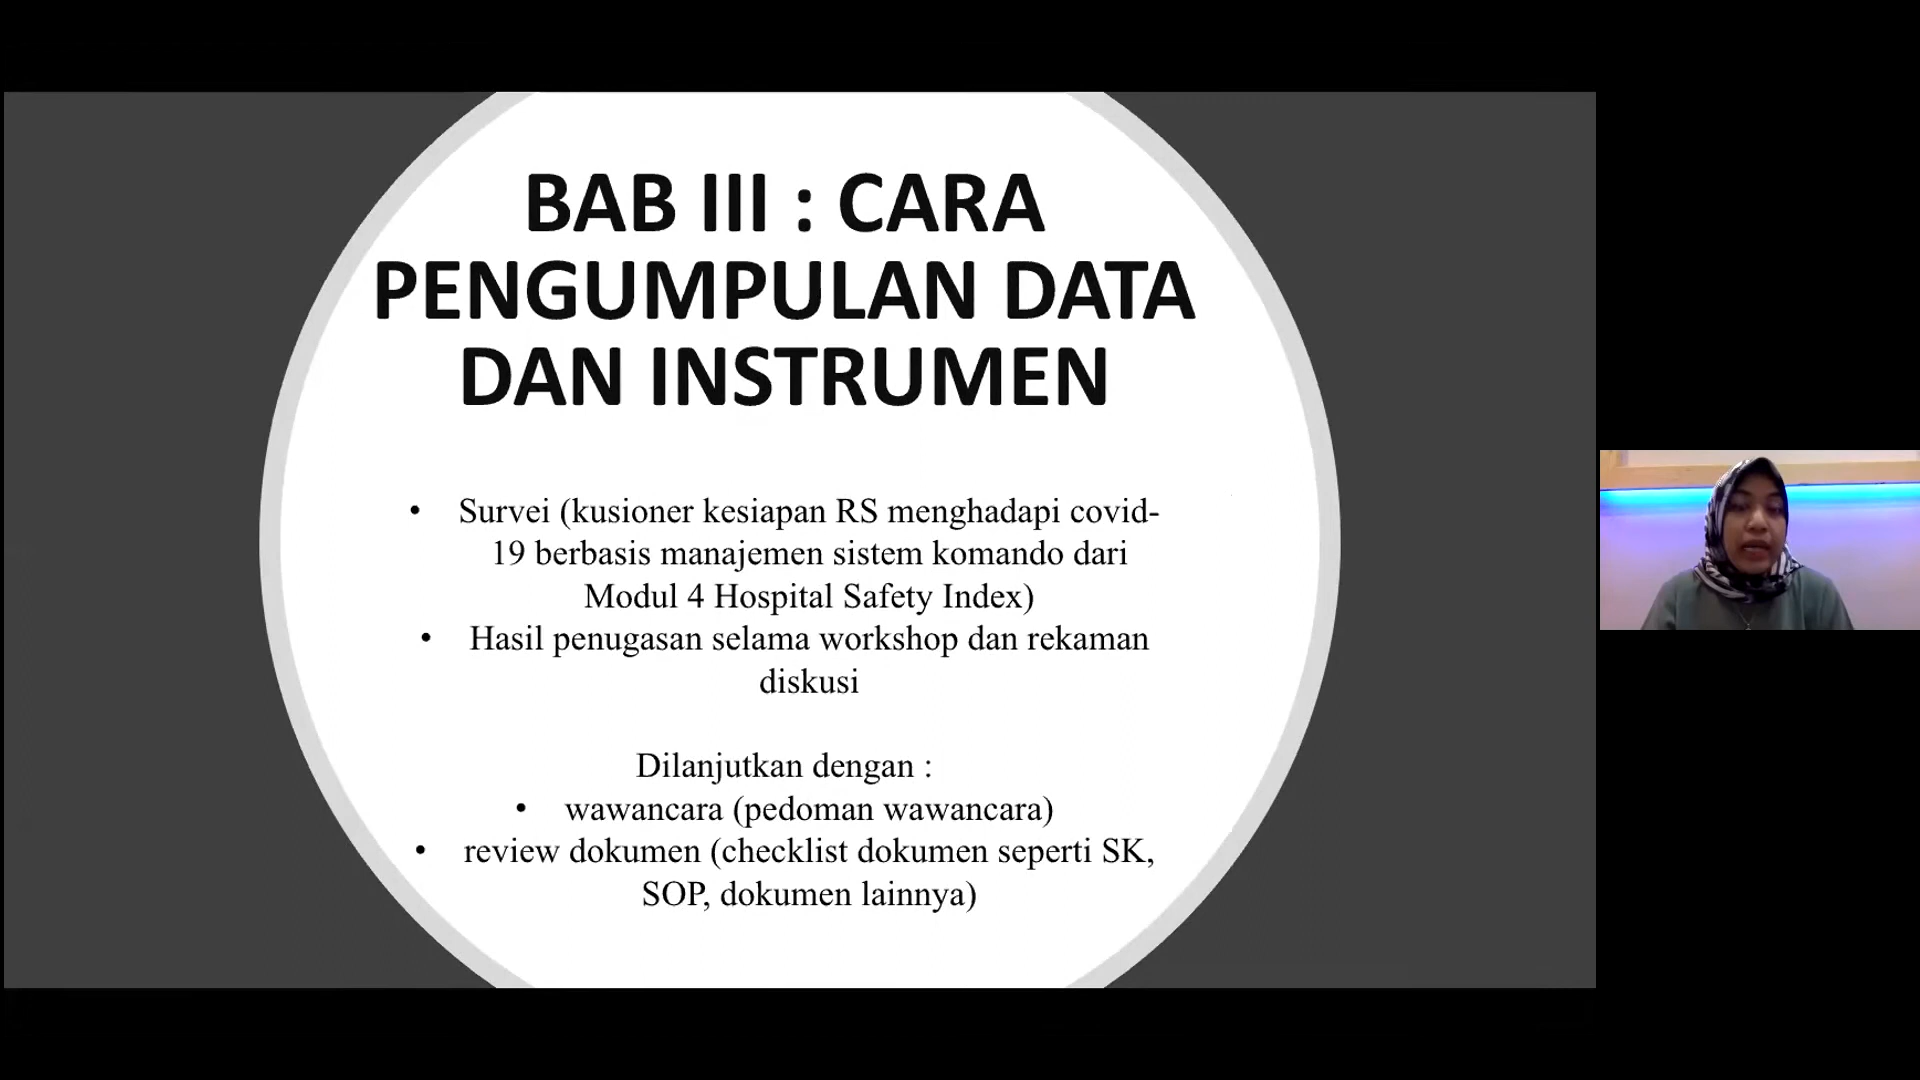 BAB III : CARA
PENGUMPULAN DATA
DAN INSTRUMEN
• Survei (kusioner kesiapan RS menghadapi covid-
19 berbasis manajemen sistem komando dari
Modul 4 Hospital Safety Index)
• Hasil penugasan selama workshop dan rekaman
diskusi
Dilanjutkan dengan :
• wawancara (pedoman wawancara)
• review dokumen (checklist dokumen seperti SK,
SOP, dokumen lainnya)